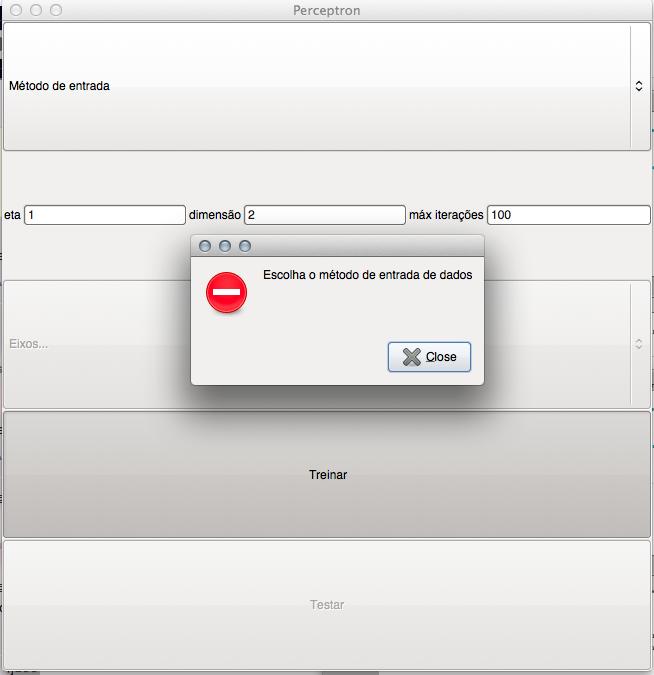 Perceptron
Método de entrada
eta 1 dimensão 2 máx iterações 100
Escolha o método de entrada de dados
Close
Eixos...
Treinar
Testar